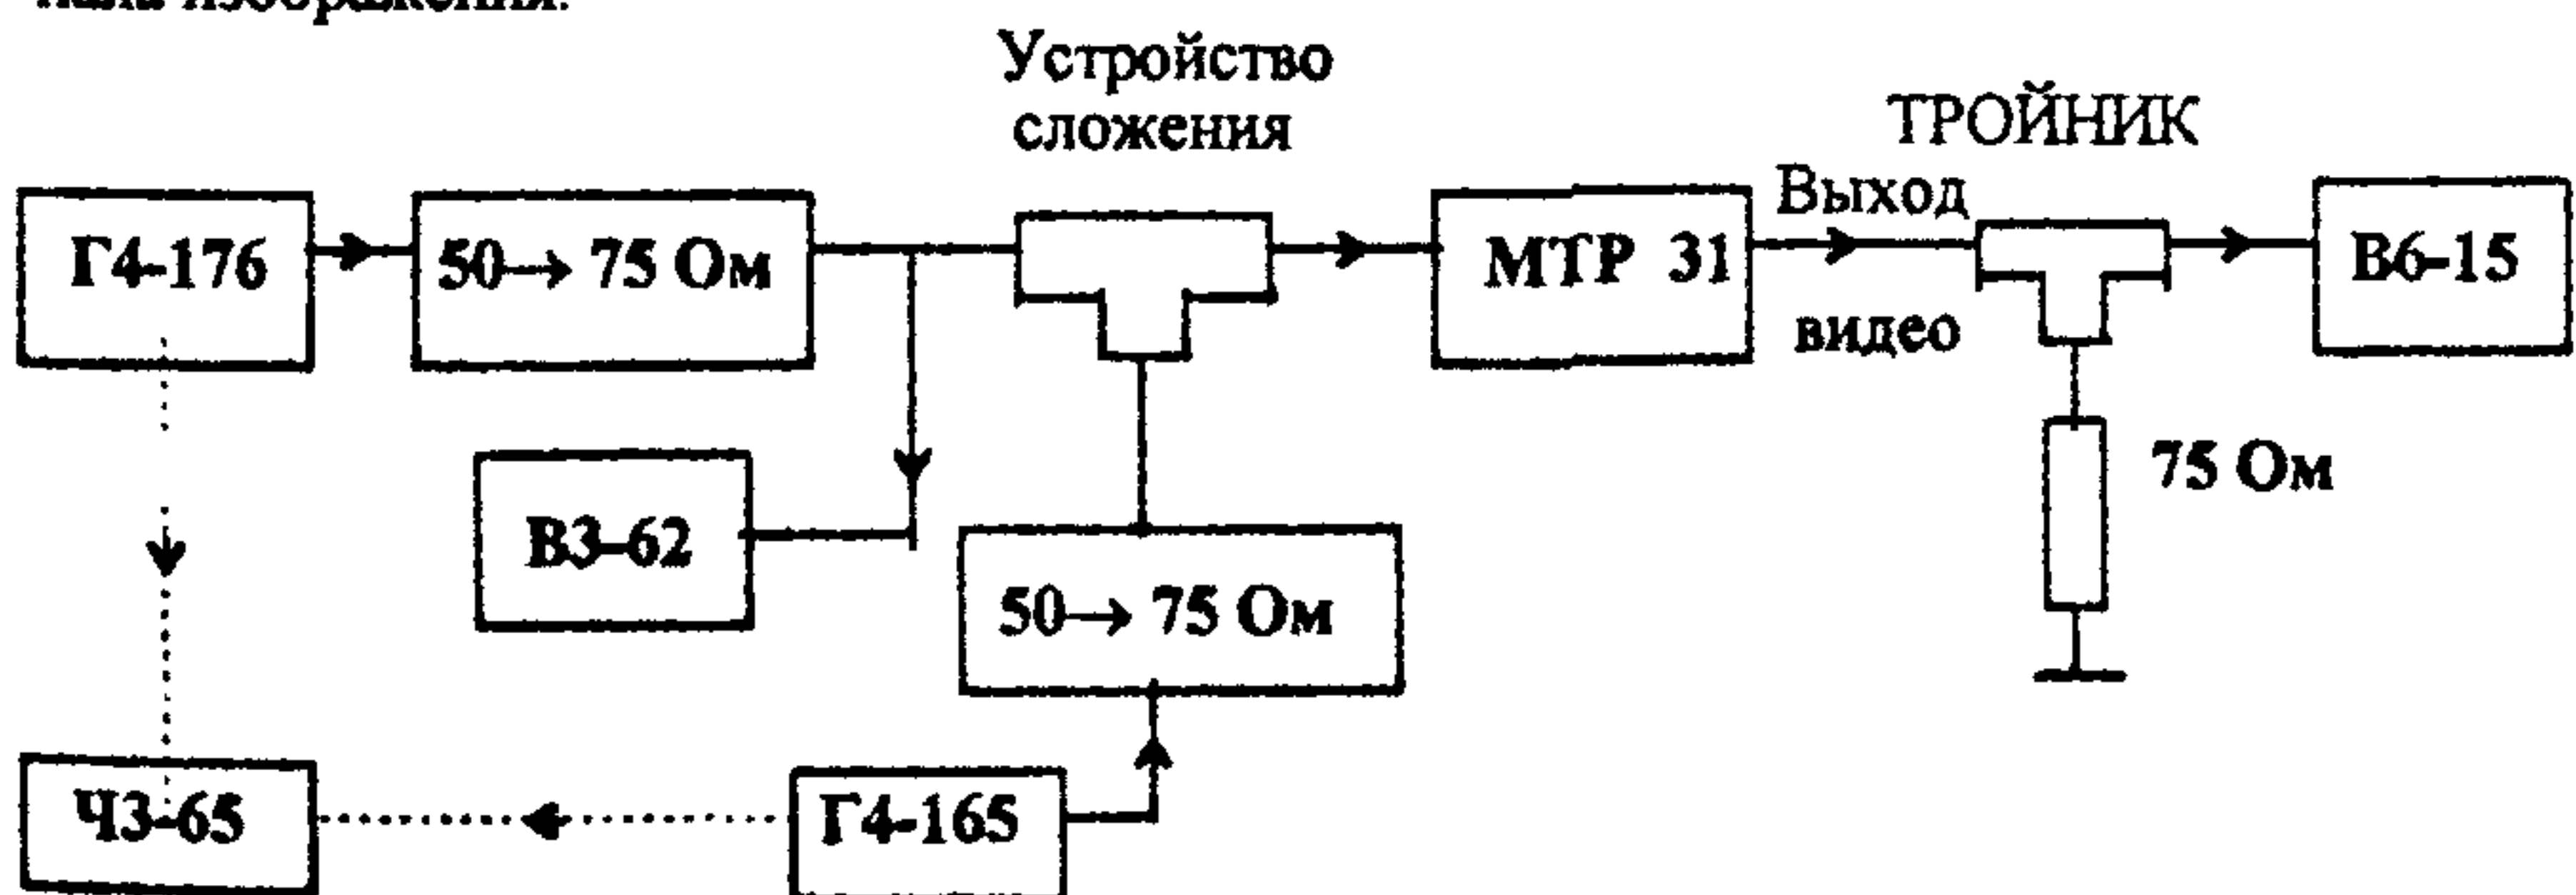 Устройство
сложения
ТРОЙНИК
Г4-176
50→ 75 Ом
МТР 31
Выход
видео
В6-15
В3-62
50→ 75 Ом
75 Ом
Ч3-65
Г4-165